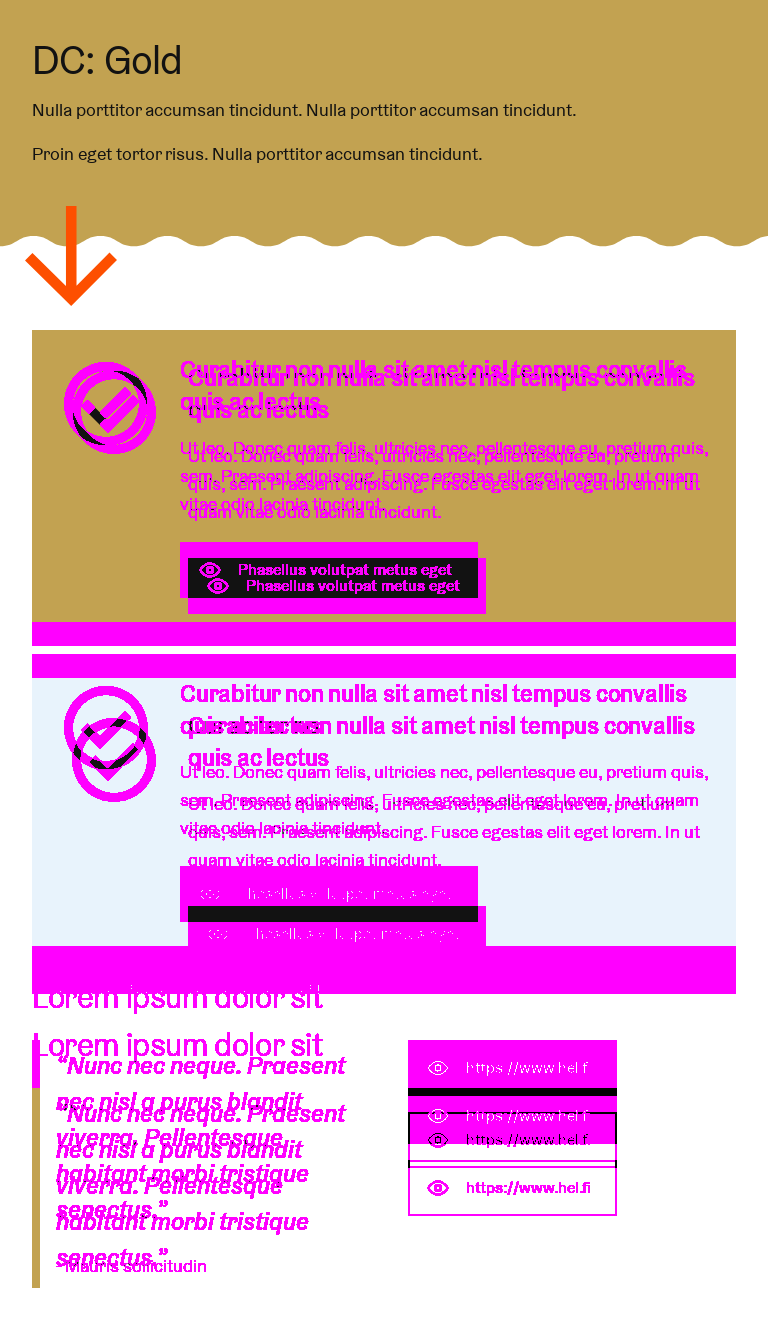 DC: Gold
Nulla porttitor accumsan tincidunt. Nulla porttitor accumsan tincidunt.
Proin eget tortor risus. Nulla porttitor accumsan tincidunt.
Curabitur non nulla sit amet nisl tempus convallis
Curabitur non nulla sit amet nisl tempus convallis
quis ac lectus
quis ac lectus
Ut leo. Donec quam felis, ultricies nec, pellentesque eu, pretium quis,
Ut leo. Donec quam felis, ultricies nec, pellentesque eu, pretium
sem. Praesent adipiscing. Fusce egestas elit eget lorem. In ut quam
quis, sem. Praesent adipiscing. Fusce egestas elit eget lorem. In ut
vitae odio lacinia tincidunt.
quam vitae odio lacinia tincidunt.
Phasellus volutpat metus eget
Phasellus volutpat metus eget
Curabitur non nulla sit amet nisl tempus convallis
quis ac lectus
Curabitur non nulla sit amet nisl tempus convallis
quis ac lectus
Ut leo. Donec quam felis, ultricies nec, pellentesque eu, pretium quis,
sem. Praesent adipiscing. Fusce egestas elit eget lorem. In ut quam
Ut leo. Donec quam felis, ultricies nec, pellentesque eu, pretium
vitae odio lacinia tincidunt.
quis, sem. Praesent adipiscing. Fusce egestas elit eget lorem. In ut
quam vitae odio lacinia tincidunt.
Lorem ipsum dolor sit
Lorem ipsum dolor sit
“Nunc nec neque. Praesent
nec nisl a purus blandit
“Nunc nec neque. Praesent
viverra. Pellentesque
nec nisl a purus blandit
habitant morbi tristique
viverra. Pellentesque
senectus.”
habitant morbi tristique
senectus.”
Mauris sollicitudin
https://www.hel.fi
https://www.hel.fi
https://www.hel.fi
https://www.hel.fi